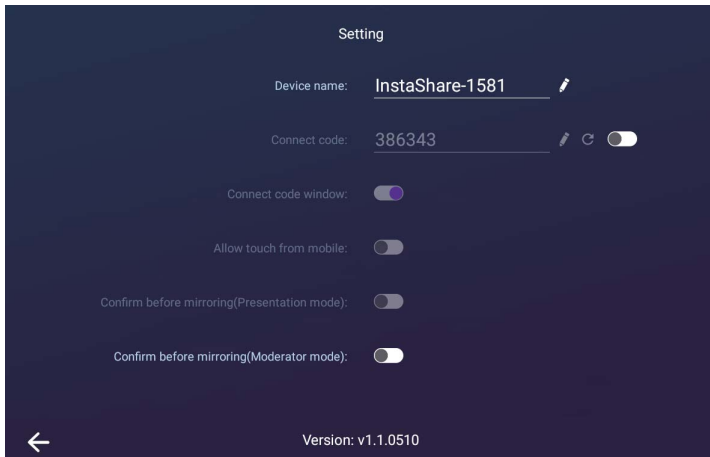 Setting
Device name: InstaShare-1581
Connect code: 386343
Connect code window:
Allow touch from mobile:
Confirm before mirroring(Presentation mode):
Confirm before mirroring(Moderator mode):
Version: v1.1.0510